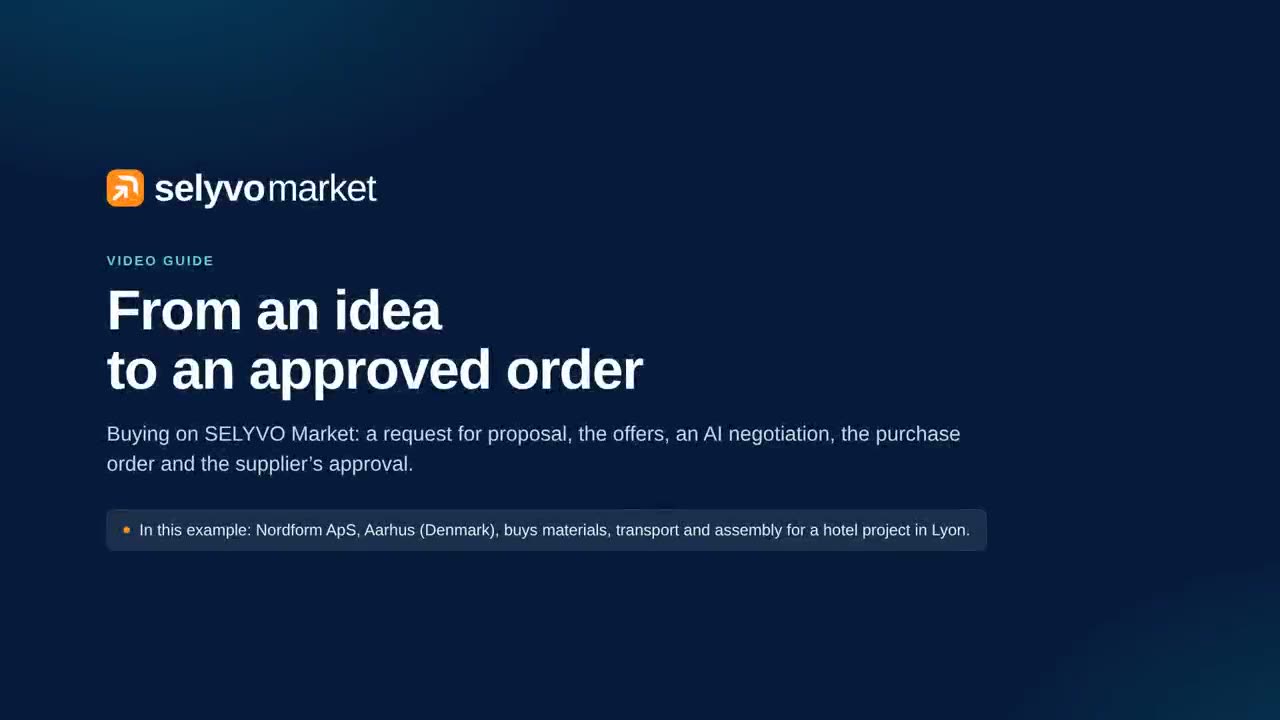 selyvomarket
VIDEO GUIDE
From an idea
to an approved order
Buying on SELYVO Market: a request for proposal, the offers, an AI negotiation, the purchase
order and the supplier’s approval.
In this example: Nordform ApS, Aarhus (Denmark), buys materials, transport and assembly for a hotel project in Lyon.